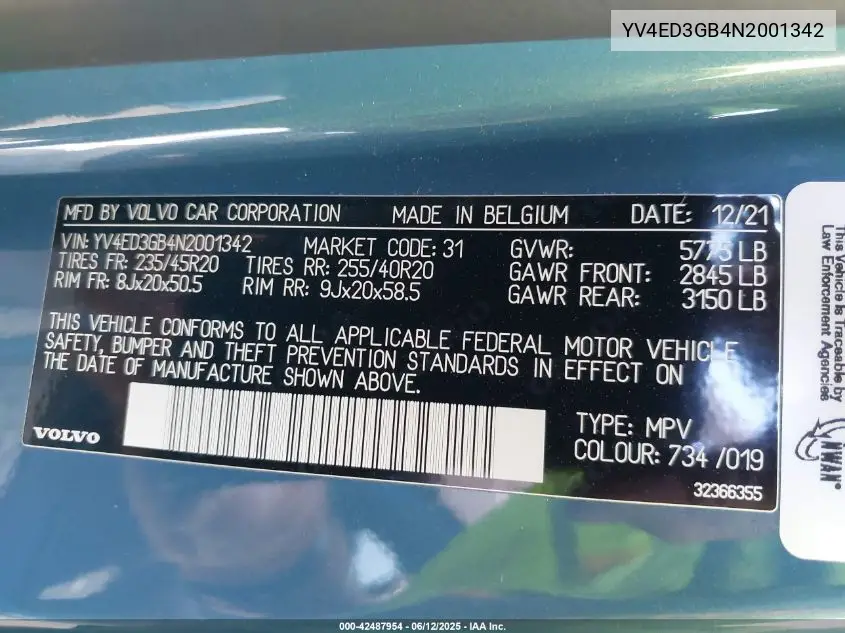 YV4ED3GB4N2001342
MFD BY VOLVO CAR CORPORATION MADE IN BELGIUM DATE: 12/21
VIN: YV4ED3GB4N2001342 MARKET CODE: 31 GVWR: 5775 LB
TIRES FR: 235/45R20 TIRES RR: 255/40R20 GAWR FRONT: 2845 LB
RIM FR: 8Jx20x50.5 RIM RR: 9Jx20x58.5 GAWR REAR: 3150 LB
THIS VEHICLE CONFORMS TO ALL APPLICABLE FEDERAL MOTOR VEHICLE
SAFETY, BUMPER AND THEFT PREVENTION STANDARDS IN EFFECT ON
THE DATE OF MANUFACTURE SHOWN ABOVE.
VOLVO
TYPE: MPV
COLOUR: 734 /019
32366355
This Vehicle is Traceable by
Law Enforcement Agencies
000-42487954 - 06/12/2025 - IAA Inc.